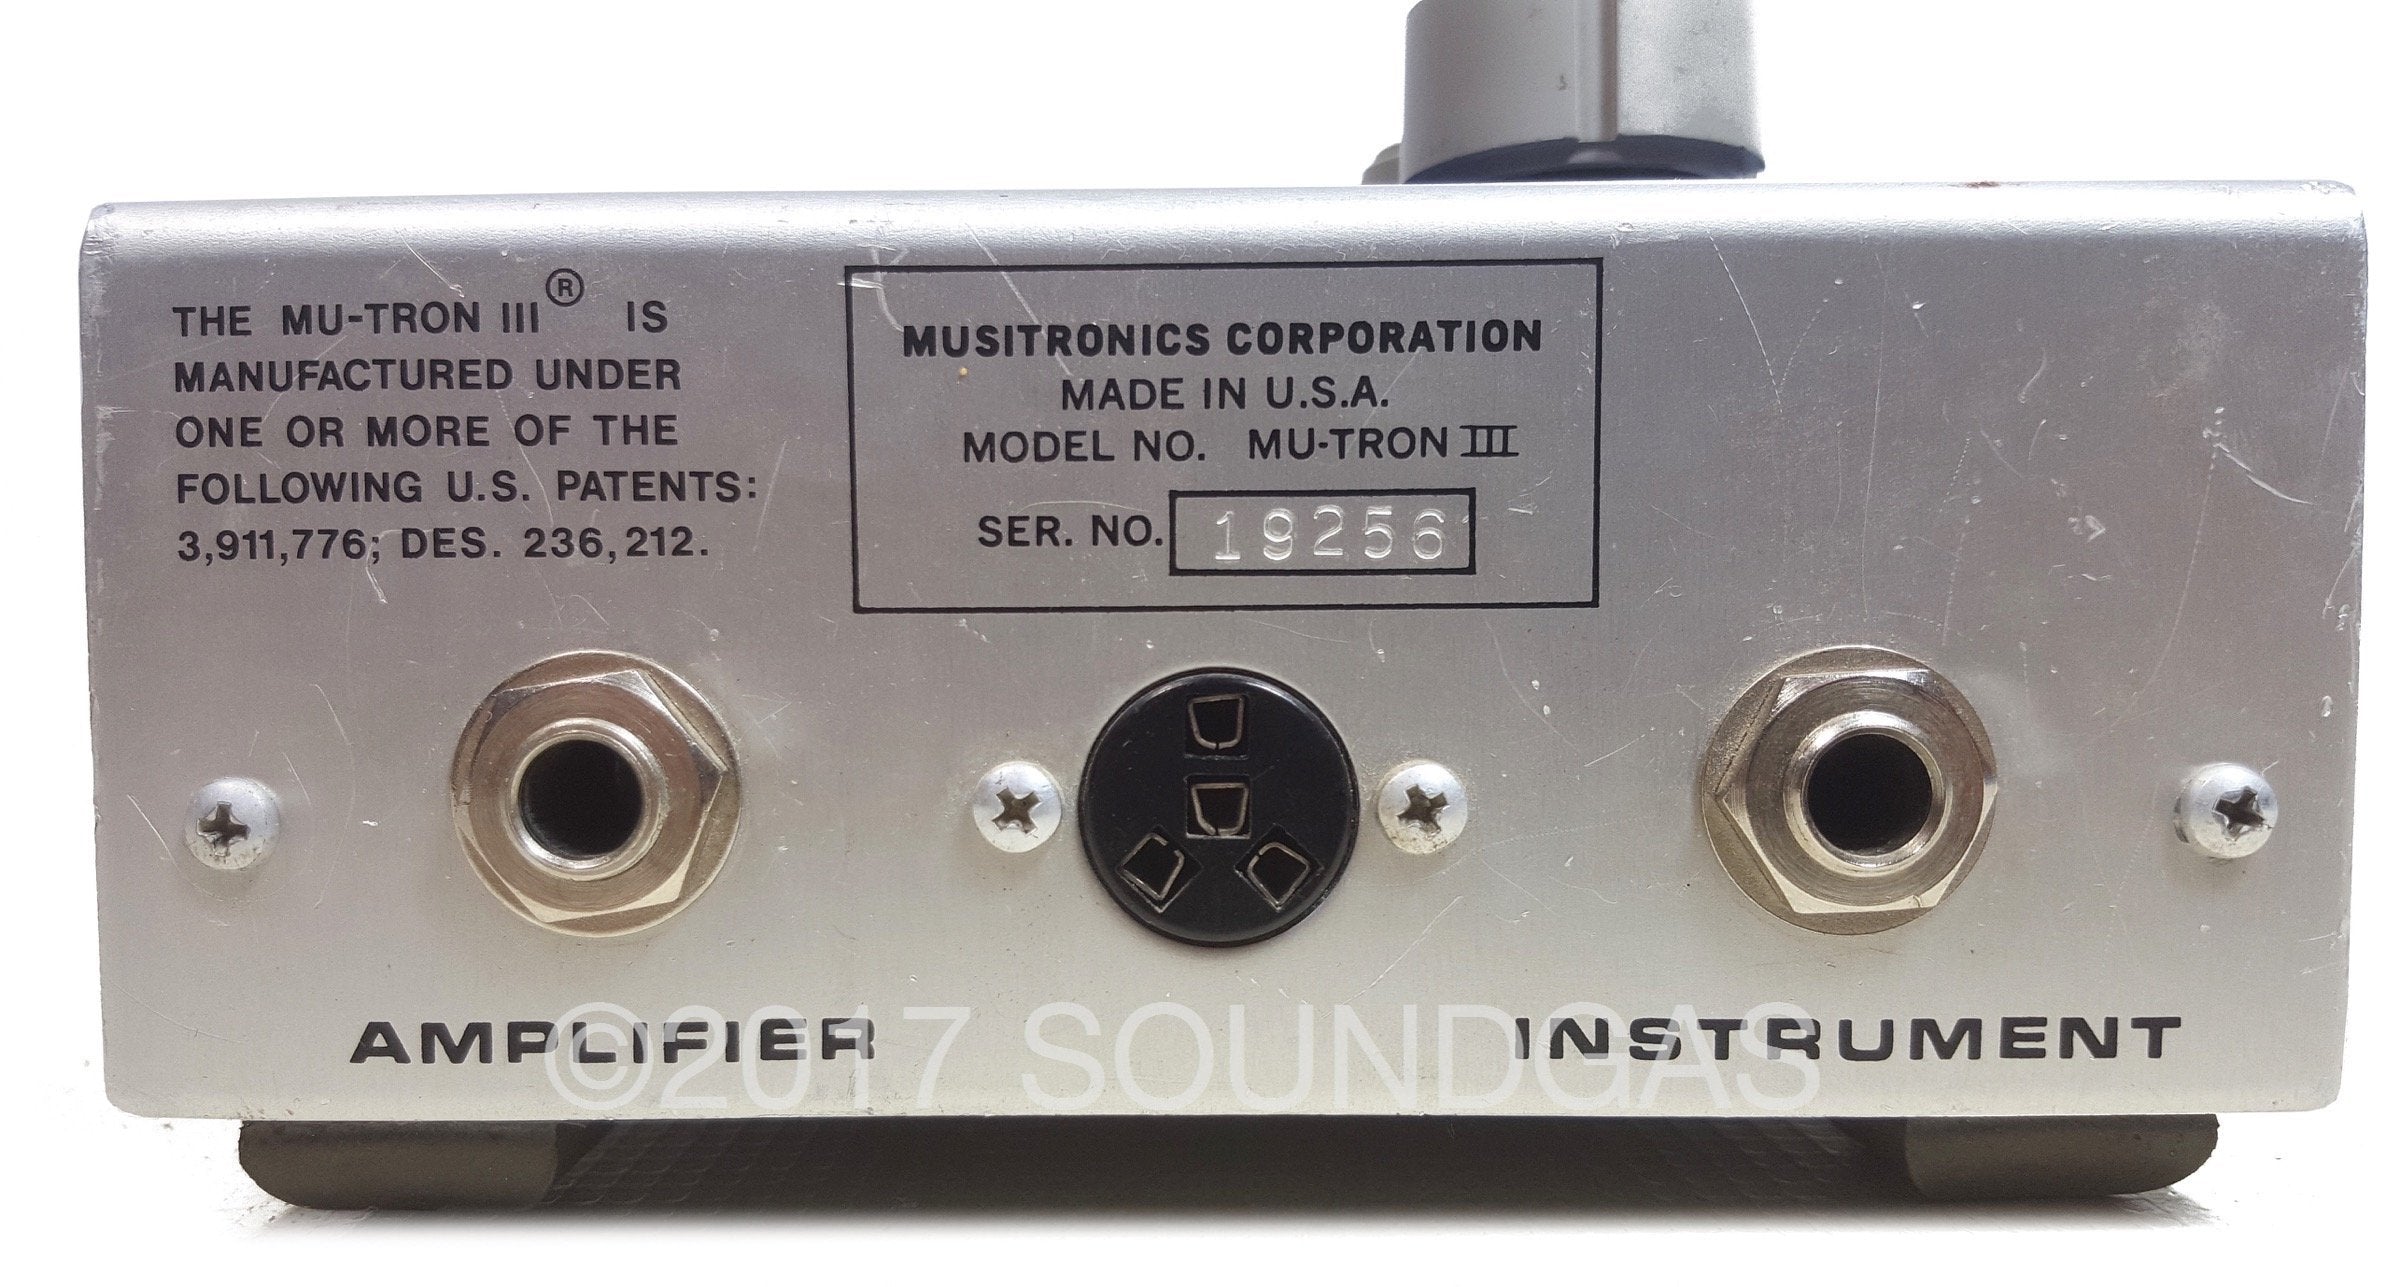 THE MU-TRON III® IS
MANUFACTURED UNDER
ONE OR MORE OF THE
FOLLOWING U.S. PATENTS:
3,911,776; DES. 236,212.
MUSITRONICS CORPORATION
MADE IN U.S.A.
MODEL NO. MU-TRON III
SER. NO. 19256
AMPLIFIER
INSTRUMENT
©2017 SOUNDGAS